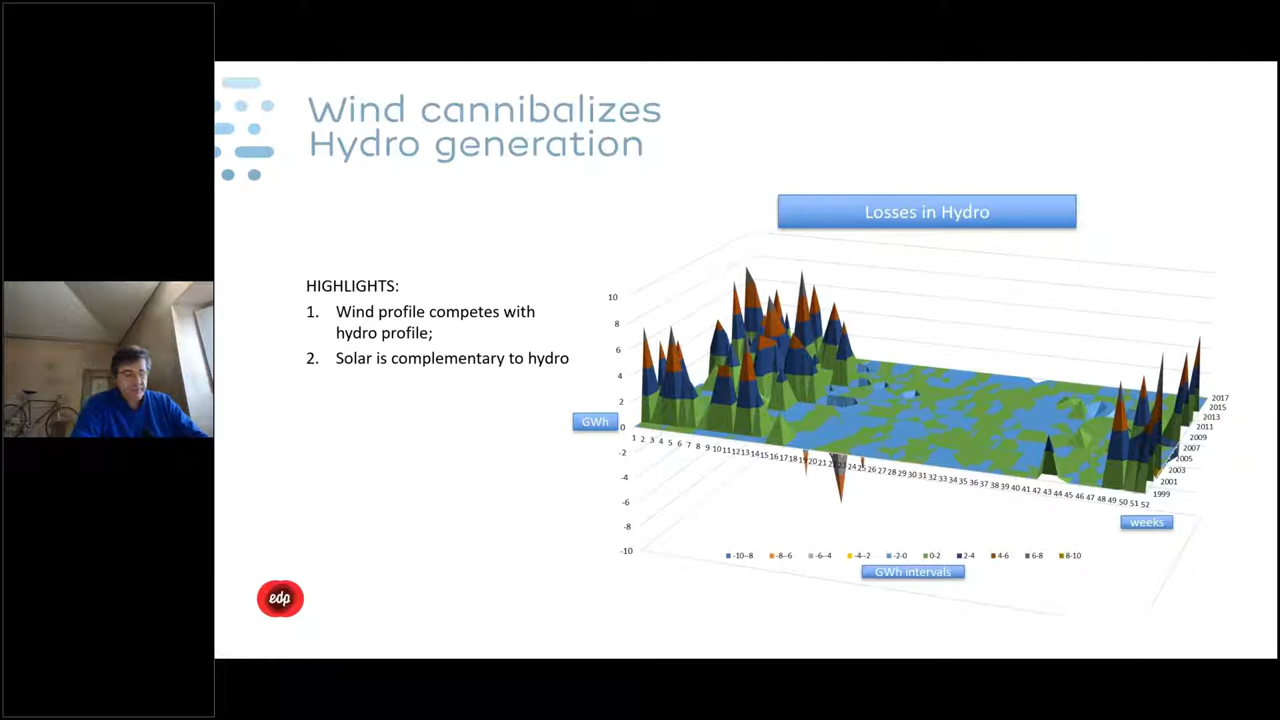 Wind cannibalizes
Hydro generation
Losses in Hydro
HIGHLIGHTS:
1. Wind profile competes with
hydro profile;
2. Solar is complementary to hydro
GWh
10
8
6
4
2
0
-2
-4
-6
-8
-10
1 2 3 4 5 6 7 8 9 10 11 12 13 14 15 16 17 18 19 20 21 22 23 24 25 26 27 28 29 30 31 32 33 34 35 36 37 38 39 40 41 42 43 44 45 46 47 48 49 50 51 52
2017
2015
2013
2011
2009
2007
2005
2003
2001
1999
weeks
-10--8 -8--6 -6--4 -4--2 -2-0 0-2 2-4 4-6 6-8 8-10
GWh intervals
edp